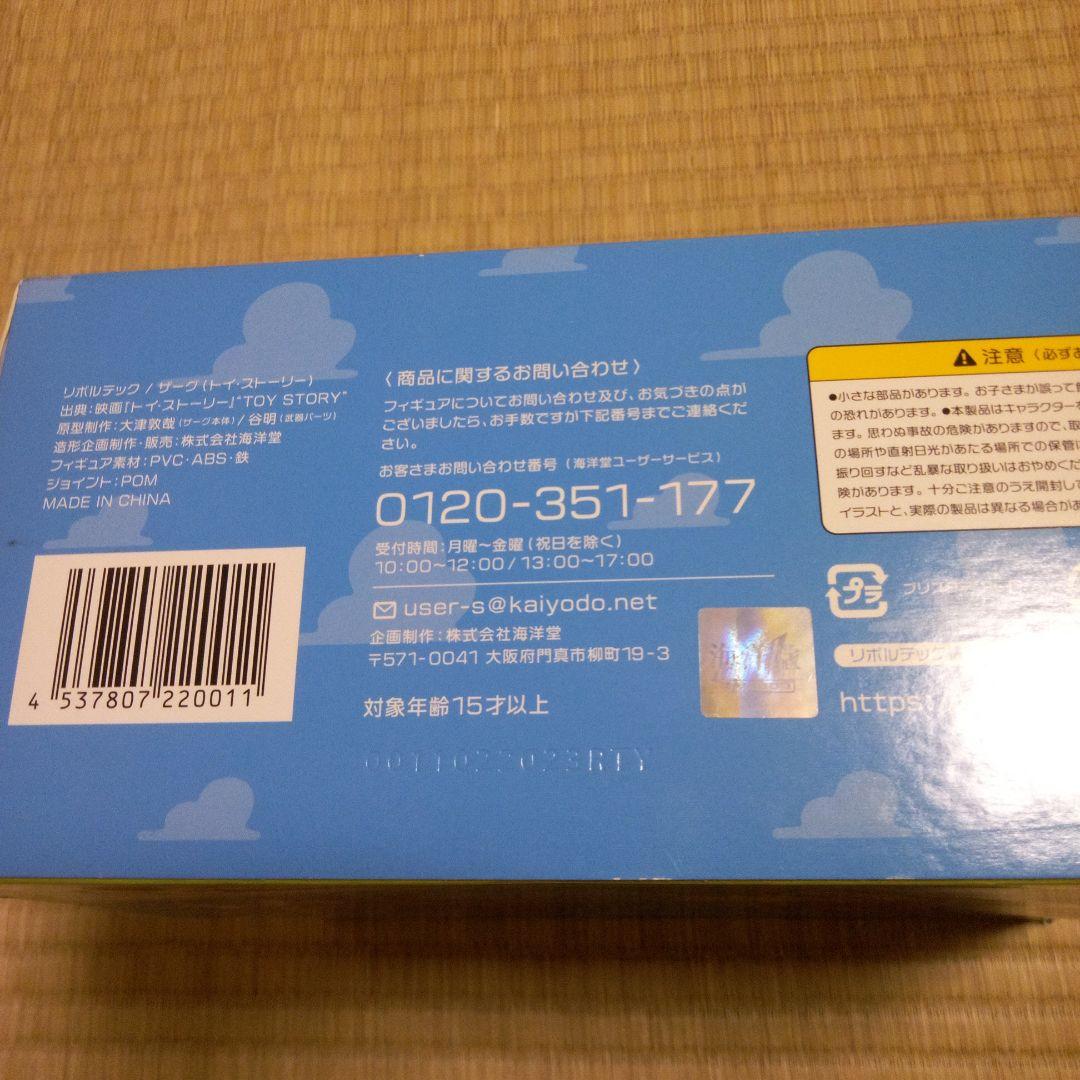 リボルテック / ザーグ(トイ・ストーリー)
出典:映画『トイ・ストーリー』"TOY STORY"
原型制作:大津敦哉(ザーグ本体) / 谷明(武器パーツ)
造形企画制作・販売:株式会社海洋堂
フィギュア素材:PVC・ABS・鉄
ジョイント:POM
MADE IN CHINA
4 537807 220011
〈商品に関するお問い合わせ〉
フィギュアについてお問い合わせ及び、お気づきの点が
ございましたら、お手数ですが下記番号までご連絡くだ
さい。
お客さまお問い合わせ番号(海洋堂ユーザーサービス)
0120-351-177
受付時間:月曜~金曜(祝日を除く)
10:00~12:00 / 13:00~17:00
user-s@kaiyodo.net
企画制作:株式会社海洋堂
〒571-0041 大阪府門真市柳町19-3
対象年齢15才以上
注意(必ずお
●小さな部品があります。お子さまが誤って
の恐れがあります。●本製品はキャラクター
ます。思わぬ事故の危険がありますので、取
の場所や直射日光があたる場所での保管
振り回すなど乱暴な取り扱いはおやめくだ
険があります。十分ご注意のうえ開封して
イラストと、実際の製品は異なる場合があ
プラ
リボルテック
https:/